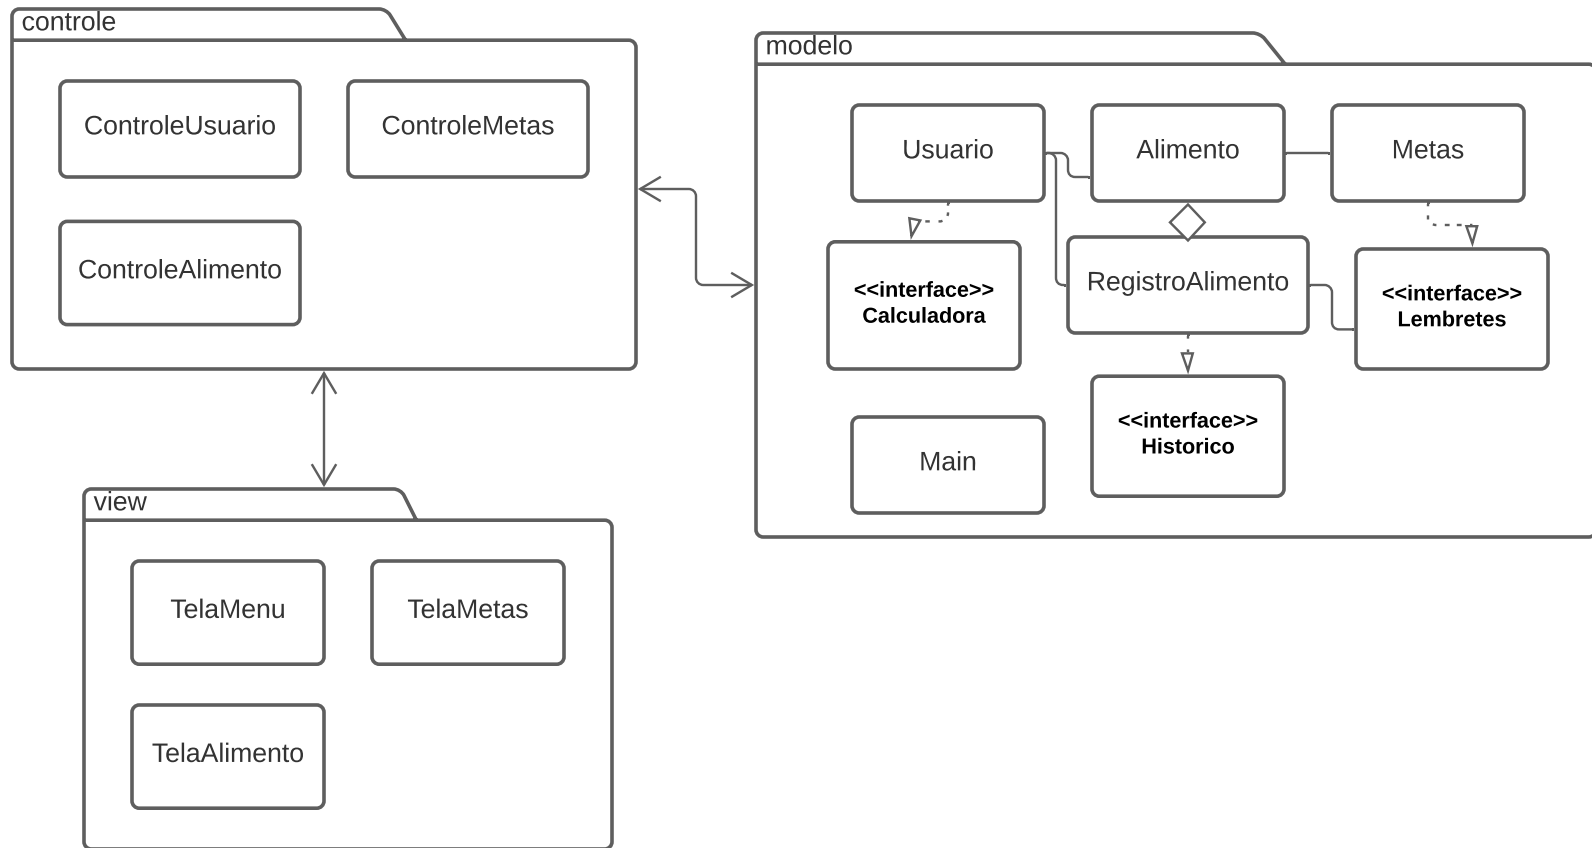 controle
ControleUsuario
ControleMetas
ControleAlimento
modelo
Usuario
Alimento
Metas
<<interface>>
Calculadora
RegistroAlimento
<<interface>>
Lembretes
<<interface>>
Historico
Main
view
TelaMenu
TelaMetas
TelaAlimento